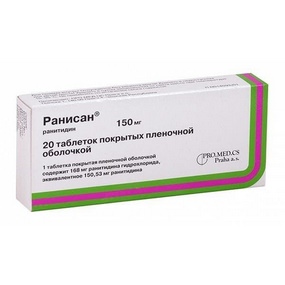 Ранисан®
150 мг
ранитидин
20 таблеток покрытых пленочной
оболочкой
1 таблетка покрытая пленочной оболочкой
содержит 168 мг ранитидина гидрохлорида,
эквивалентное 150,53 мг ранитидина
PRO.MED.CS
Praha a.s.